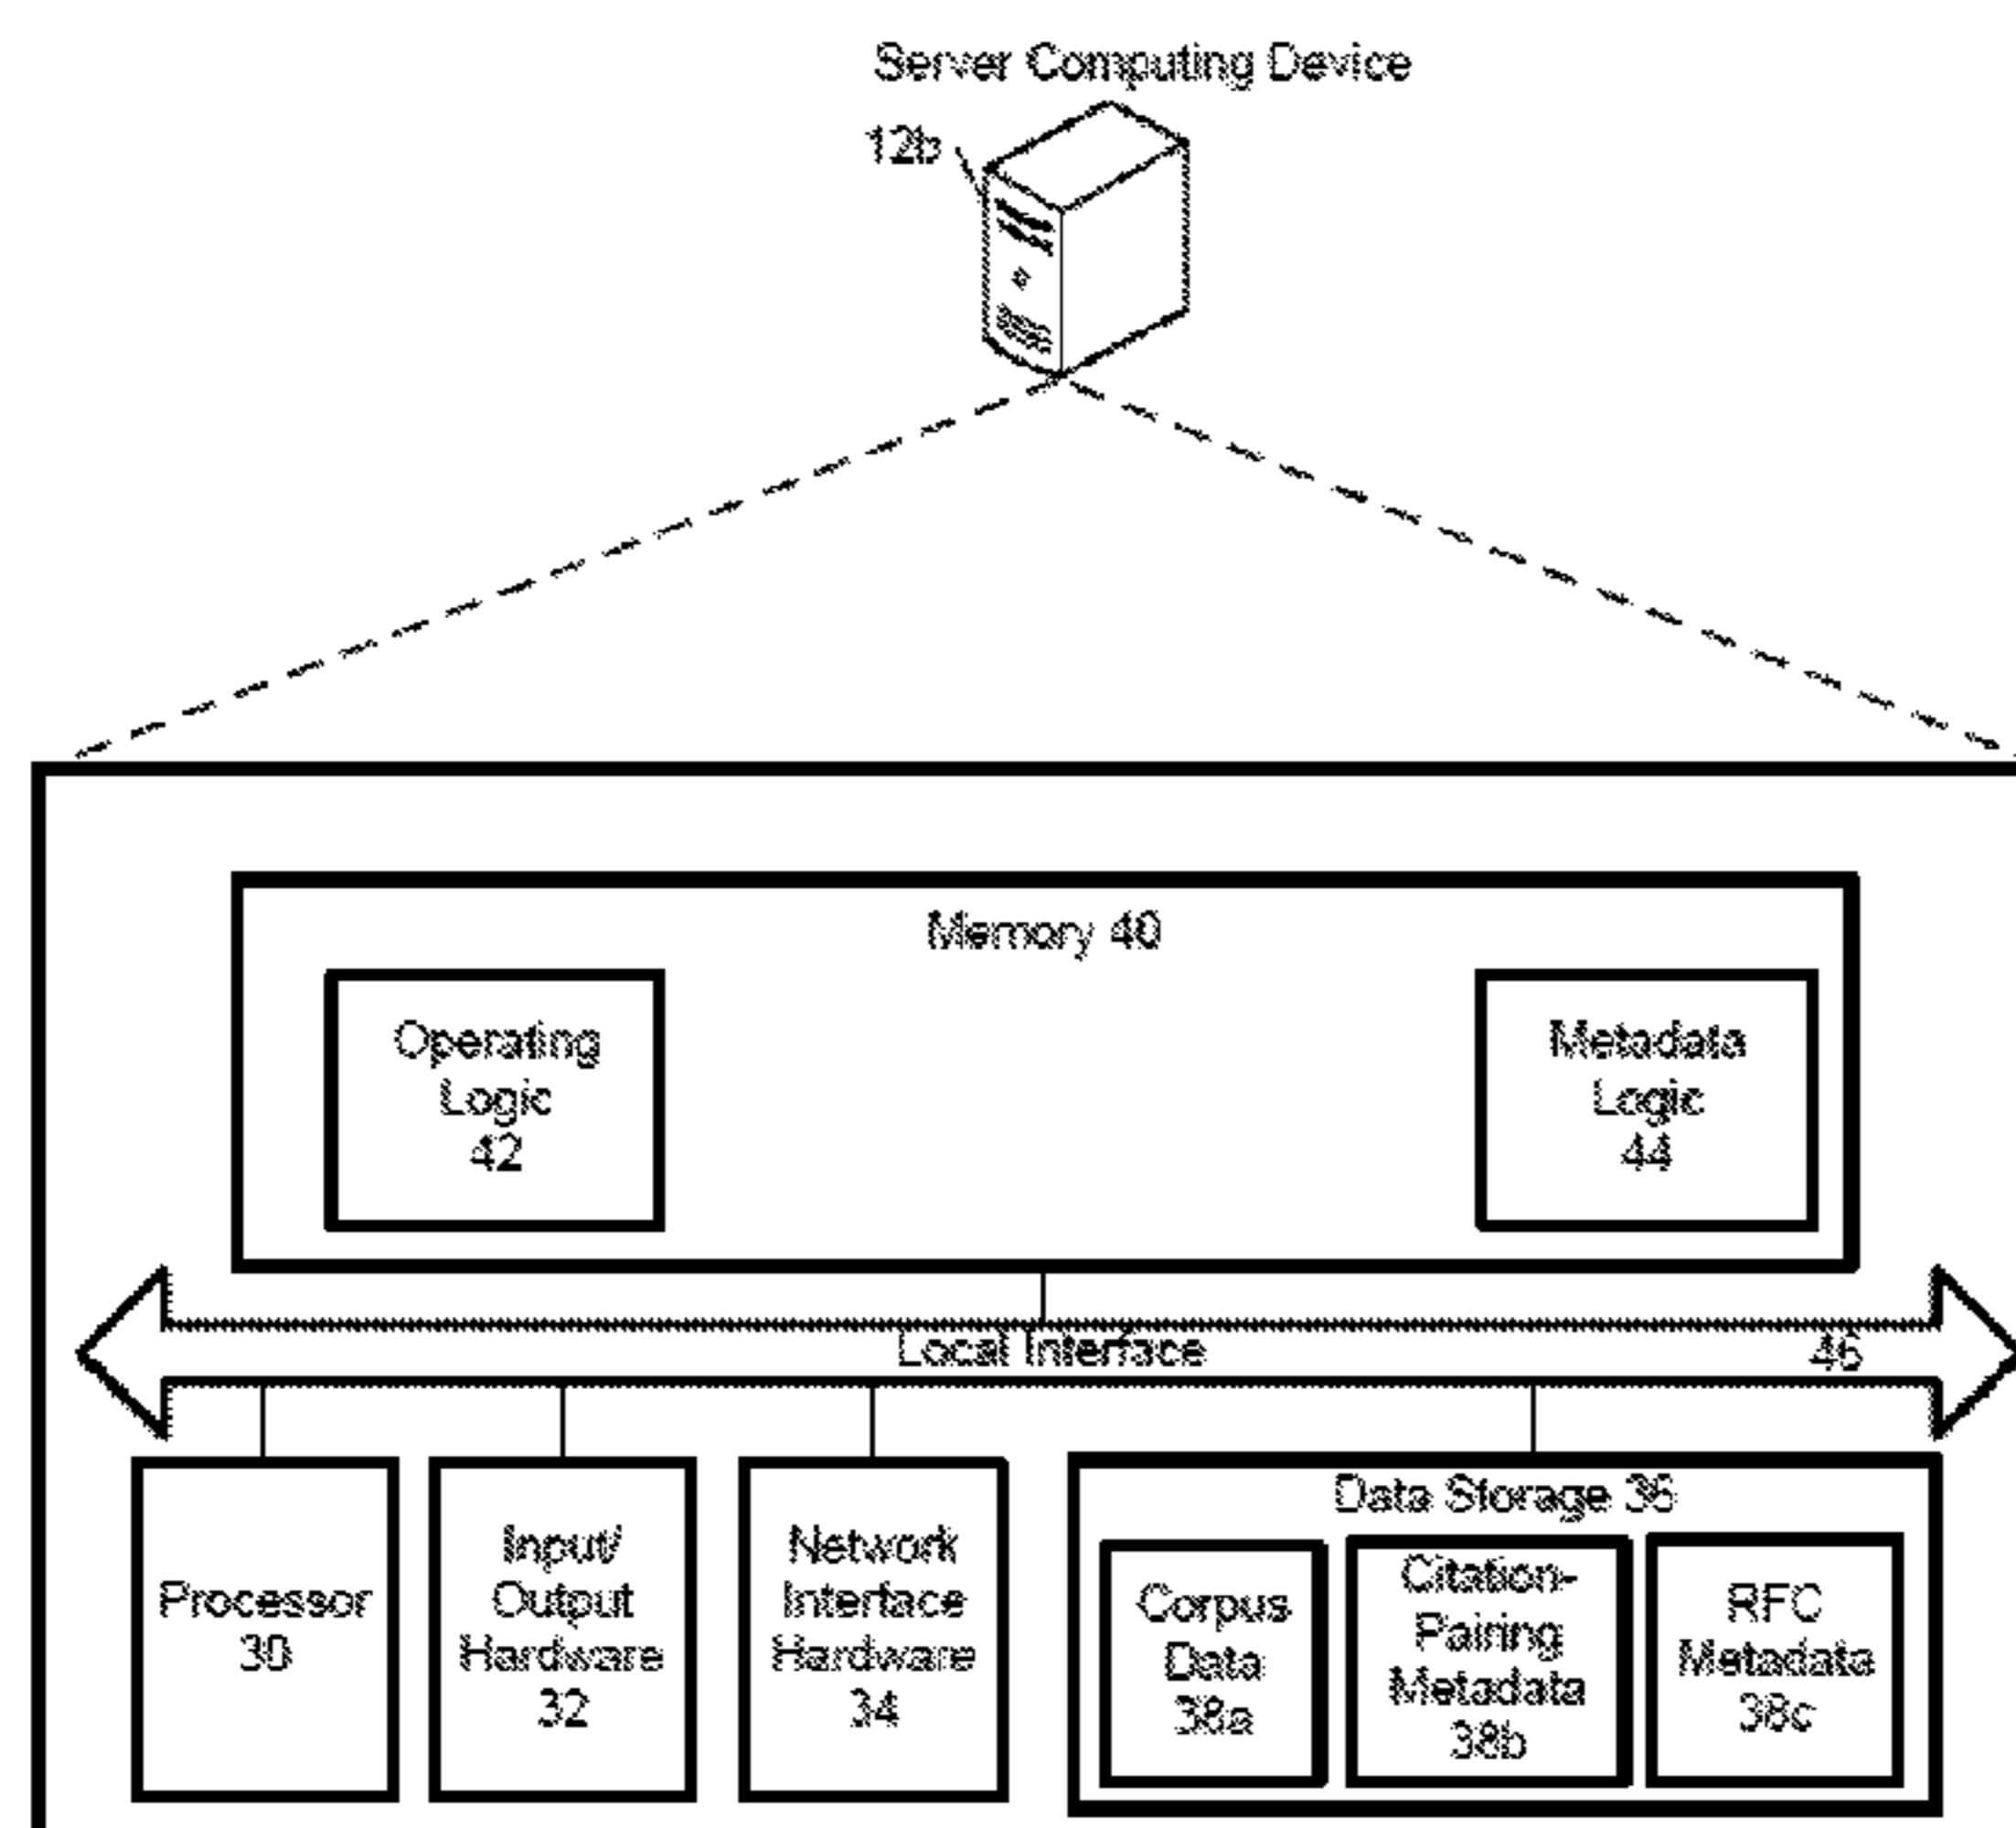 Server Computing Device
12b
Memory 40
Operating
Logic
42
Metadata
Logic
44
Local Interface
46
Processor
30
Input/
Output
Hardware
32
Network
Interface
Hardware
34
Data Storage 36
Corpus
Data
38a
Citation-
Pairing
Metadata
38b
RFC
Metadata
38c